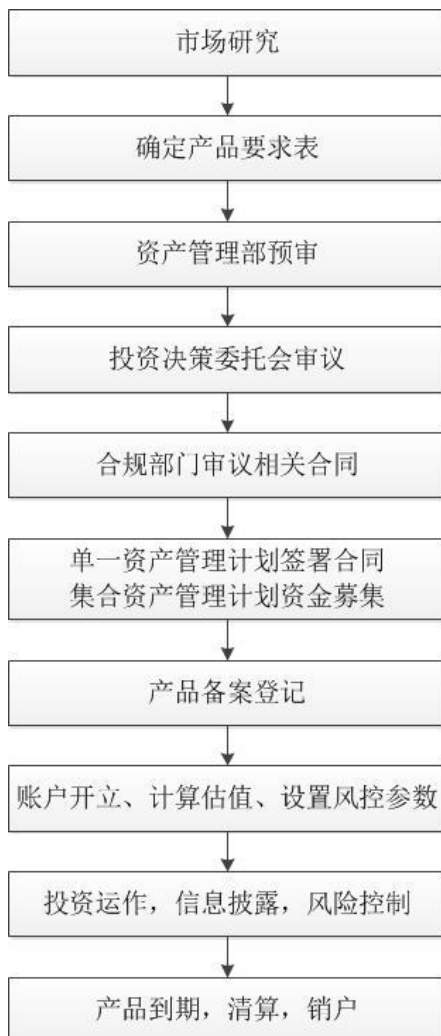 市场研究
确定产品要求表
资产管理部预审
投资决策委托会审议
合规部门审议相关合同
单一资产管理计划签署合同
集合资产管理计划资金募集
产品备案登记
账户开立、计算估值、设置风控参数
投资运作，信息披露，风险控制
产品到期，清算，销户